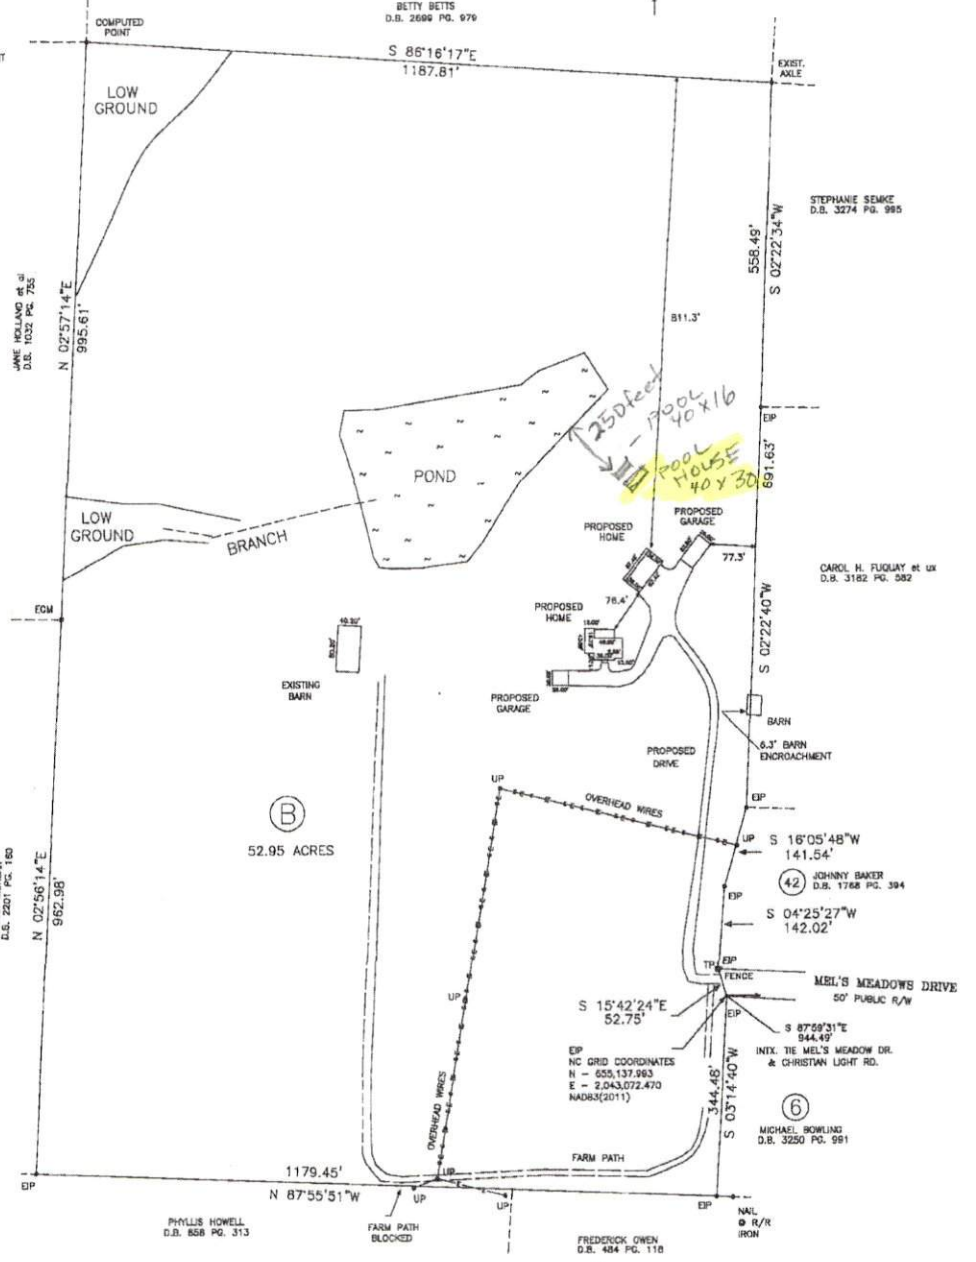 BETTY BETTS
D.B. 2699 PG. 979
COMPUTED
POINT
S 86°16'17"E
1187.81'
EXIST.
AXLE
LOW
GROUND
STEPHANIE SEMKE
D.B. 3274 PG. 995
558.49'
S 02°22'34"W
JANE HOLLAND et al
D.B. 1032 PG. 755
N 02°57'14"E
995.61'
811.3'
250 feet
POOL
40 x 16
POOL
HOUSE
40 x 30
EIP
691.63'
POND
LOW
GROUND
BRANCH
PROPOSED
HOME
PROPOSED
GARAGE
77.3'
CAROL H. FUQUAY et ux
D.B. 3182 PG. 582
S 02°22'40"W
76.4'
PROPOSED
HOME
ECM
EXISTING
BARN
PROPOSED
GARAGE
BARN
6.3' BARN
ENCROACHMENT
PROPOSED
DRIVE
UP
OVERHEAD WIRES
EIP
UP
S 16°05'48"W
141.54'
B
52.95 ACRES
42
JOHNNY BAKER
D.B. 1768 PG. 394
EIP
S 04°25'27"W
142.02'
D.B. 2201 PG. 160
N 02°56'14"E
962.98'
TP
EIP
FENCE
MEL'S MEADOWS DRIVE
50' PUBLIC R/W
UP
S 15°42'24"E
52.75'
EIP
S 87°59'31"E
944.49'
INTX. TIE MEL'S MEADOW DR.
& CHRISTIAN LIGHT RD.
EIP
NC GRID COORDINATES
N - 655,137.993
E - 2,043,072.470
NAD83(2011)
344.48'
S 03°14'40"W
6
MICHAEL BOWLING
D.B. 3250 PG. 991
OVERHEAD WIRES
FARM PATH
1179.45'
N 87°55'51"W
UP
EIP
UP
UP
EIP
NAIL
@ R/R
IRON
PHYLLIS HOWELL
D.B. 858 PG. 313
FARM PATH
BLOCKED
FREDERICK OWEN
D.B. 484 PG. 118